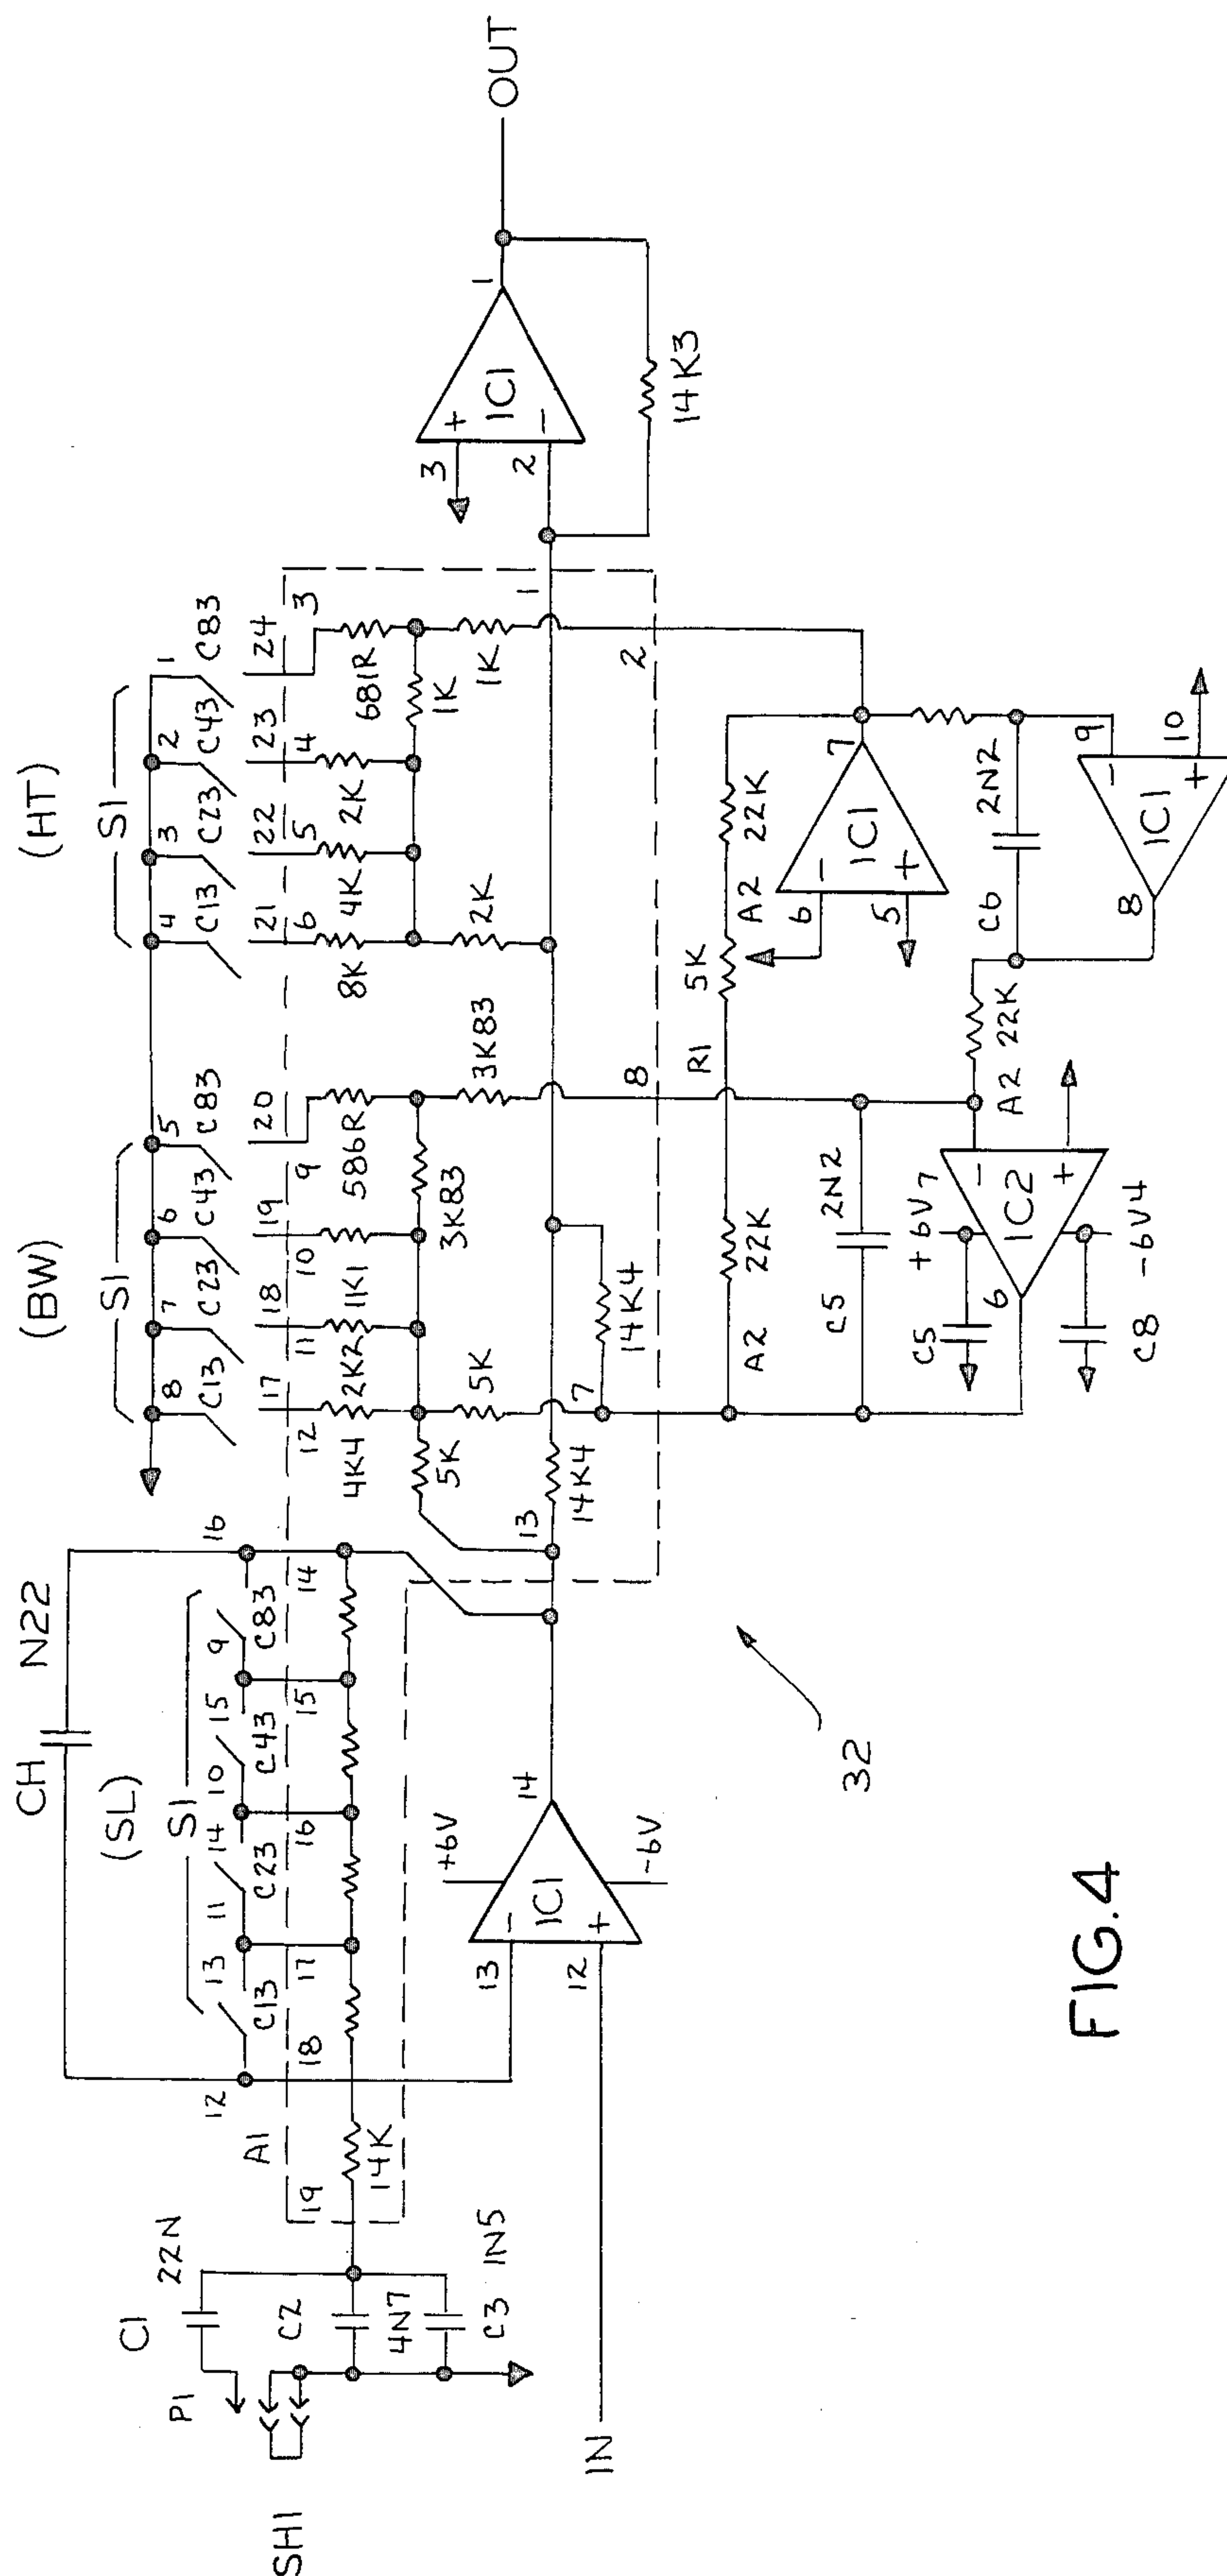 CH N22
(SL)
S1
C13 C23 C43 C83
12 13 11 14 10 15 9 16
A1
19 18 17 16 15 14
14K
C1 22N
P1
SH1
C2 4N7
C3 1N5
IN
13 12
- +
IC1
+6V
-6V
14
(BW)
S1
8 7 6 5
C13 C23 C43 C83
17 18 19 20
12 11 10 9
4K4 2K2 1K1 586R
3K83
3K83
5K
5K
14K4
13
14K4
7
8
(HT)
S1
4 3 2 1
C13 C23 C43 C83
21 22 23 24
6 5 4 3
8K 4K 2K 681R
1K
1K
2K
1
2
3 2
+ -
IC1
1
14K3
OUT
A2 22K
R1 5K
A2 22K
6 5
- +
IC1
7
C5 2N2
C6 2N2
9 10
- +
IC1
8
A2 22K
- +
IC2
7
6
+6V
4
-6V
C5
C8
32
FIG.4